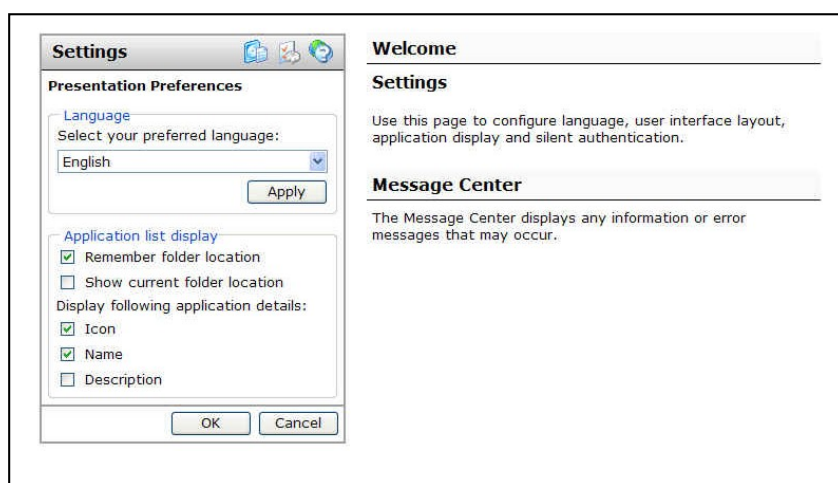 Settings
Presentation Preferences
Language
Select your preferred language:
English
Apply
Application list display
Remember folder location
Show current folder location
Display following application details:
Icon
Name
Description
OK
Cancel
Welcome
Settings
Use this page to configure language, user interface layout,
application display and silent authentication.
Message Center
The Message Center displays any information or error
messages that may occur.